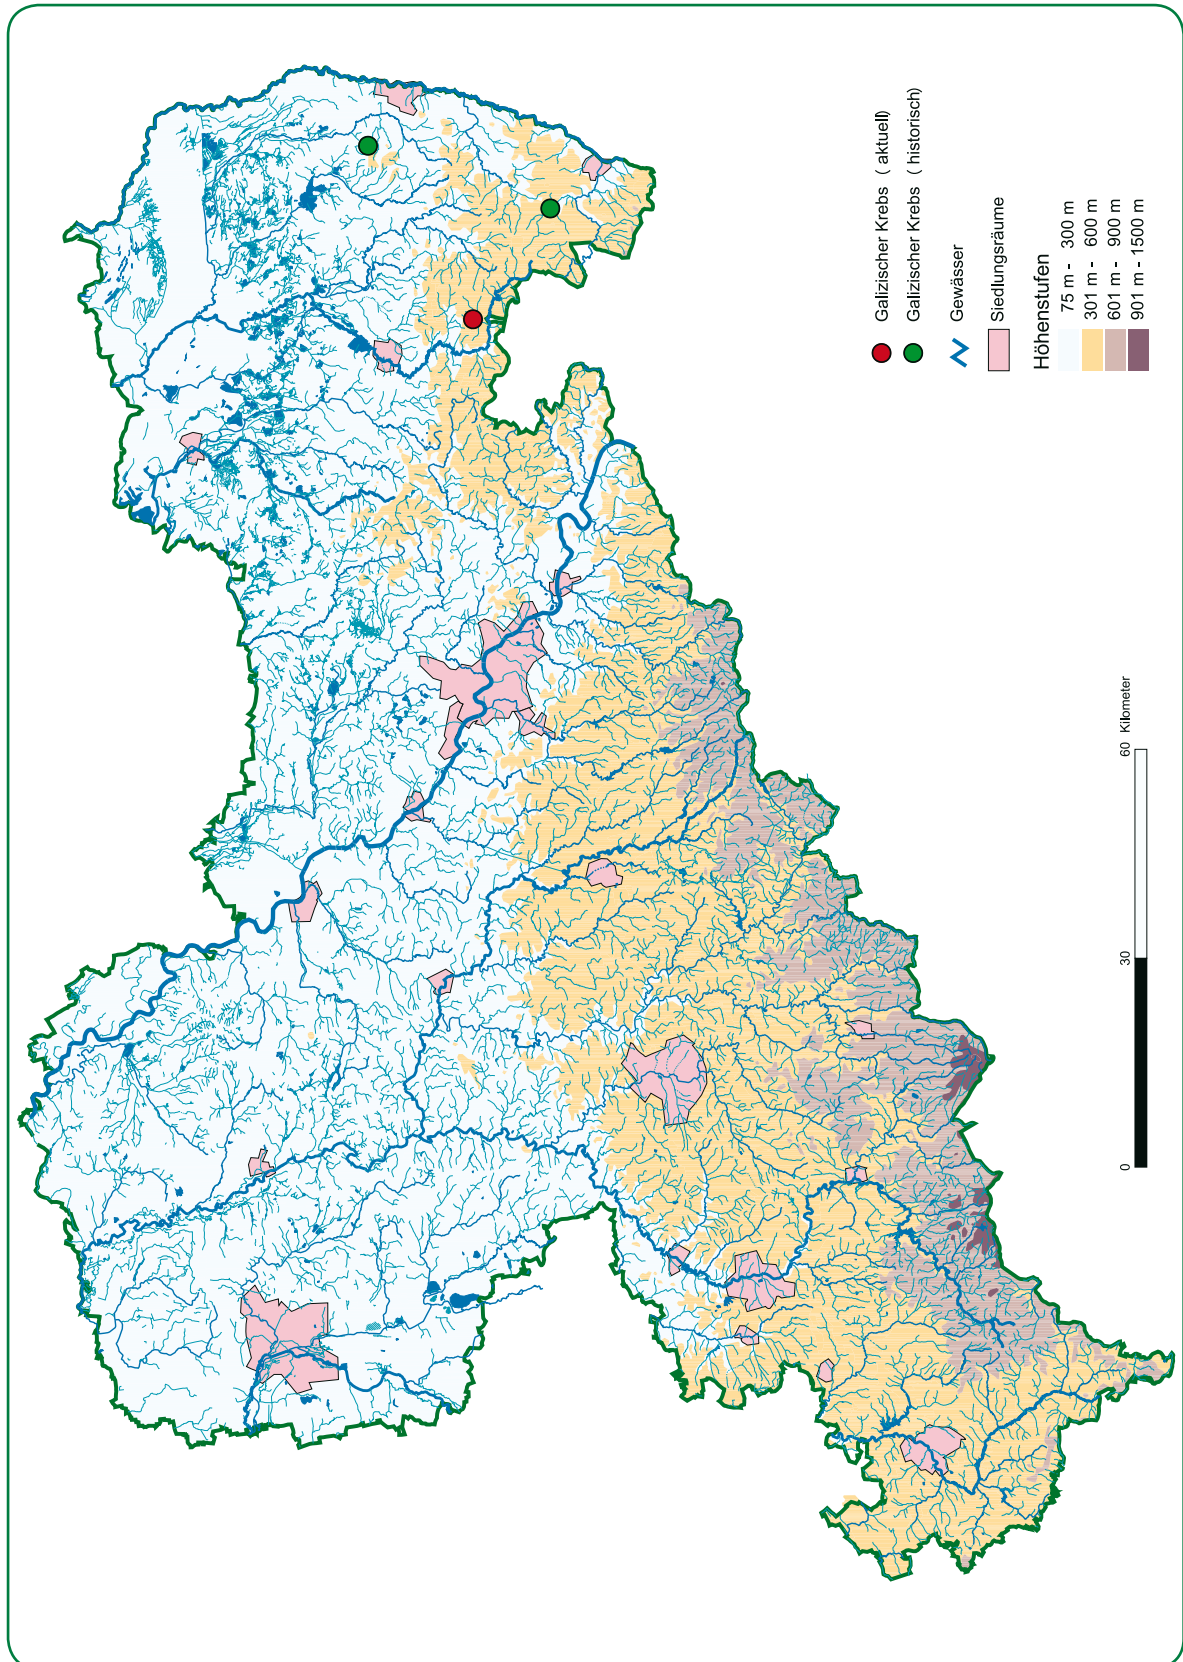 Galizischer Krebs ( aktuell)
Galizischer Krebs ( historisch)
Gewässer
Siedlungsräume
Höhenstufen
75 m - 300 m
301 m - 600 m
601 m - 900 m
901 m - 1500 m
0 30 60 Kilometer